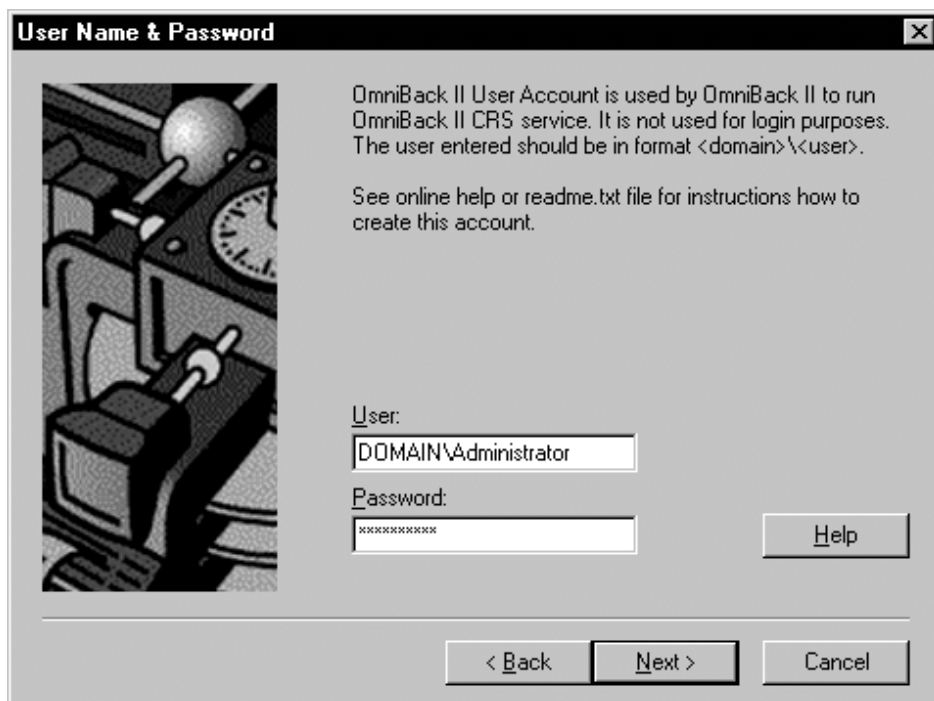 User Name & Password
OmniBack II User Account is used by OmniBack II to run
OmniBack II CRS service. It is not used for login purposes.
The user entered should be in format <domain>\<user>.
See online help or readme.txt file for instructions how to
create this account.
User:
DOMAIN\Administrator
Password:
**********
Help
< Back
Next >
Cancel